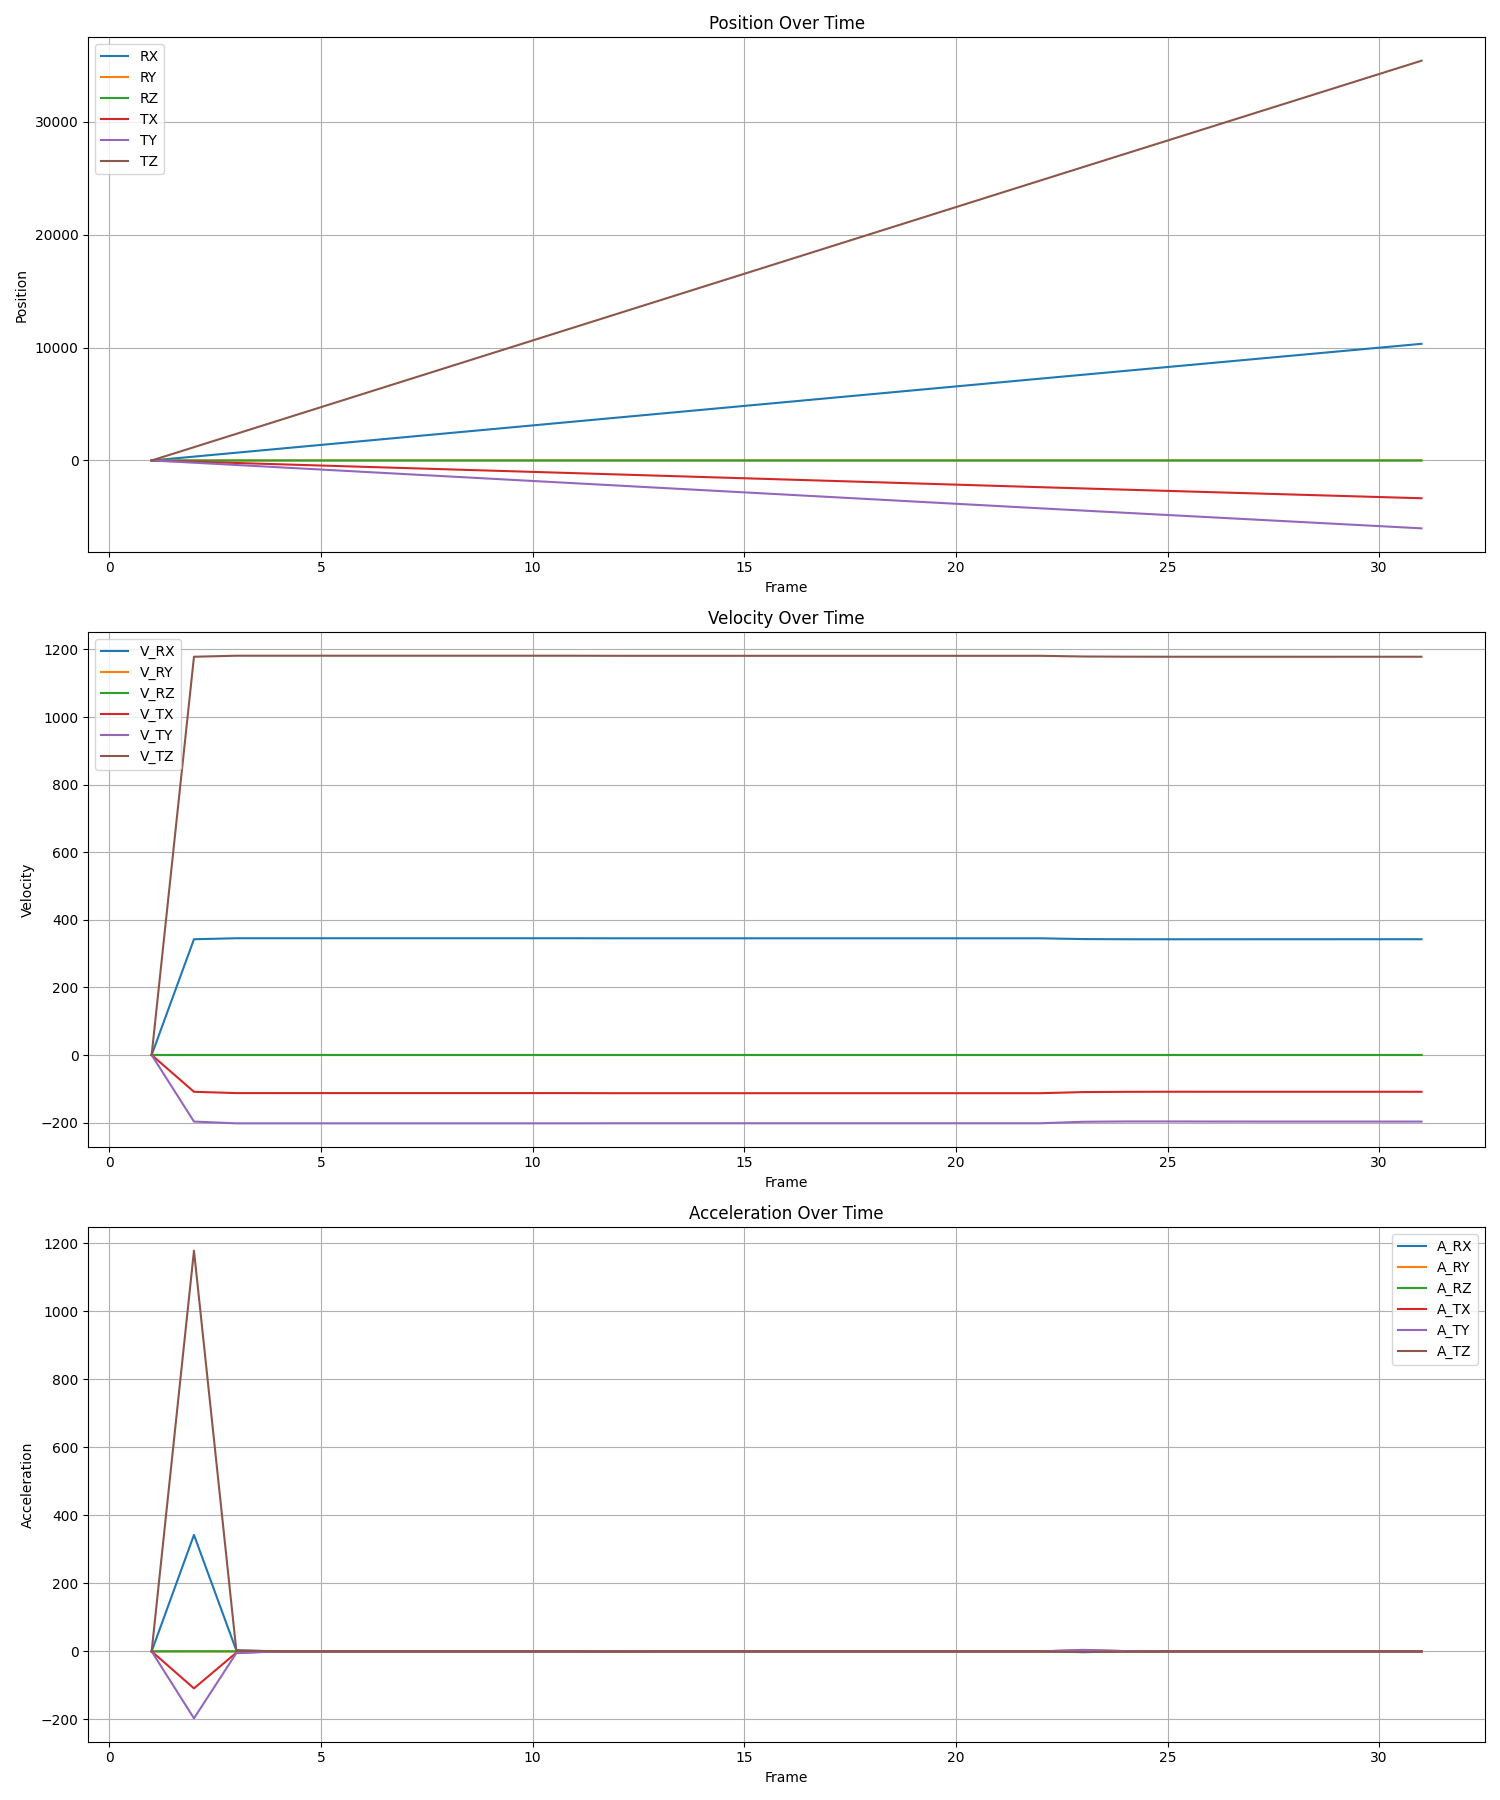 Position Over Time
RX
RY
RZ
TX
TY
TZ
30000
20000
10000
0
Position
0 5 10 15 20 25 30
Frame
Velocity Over Time
V_RX
V_RY
V_RZ
V_TX
V_TY
V_TZ
1200
1000
800
600
400
200
0
−200
Velocity
0 5 10 15 20 25 30
Frame
Acceleration Over Time
A_RX
A_RY
A_RZ
A_TX
A_TY
A_TZ
1200
1000
800
600
400
200
0
−200
Acceleration
0 5 10 15 20 25 30
Frame